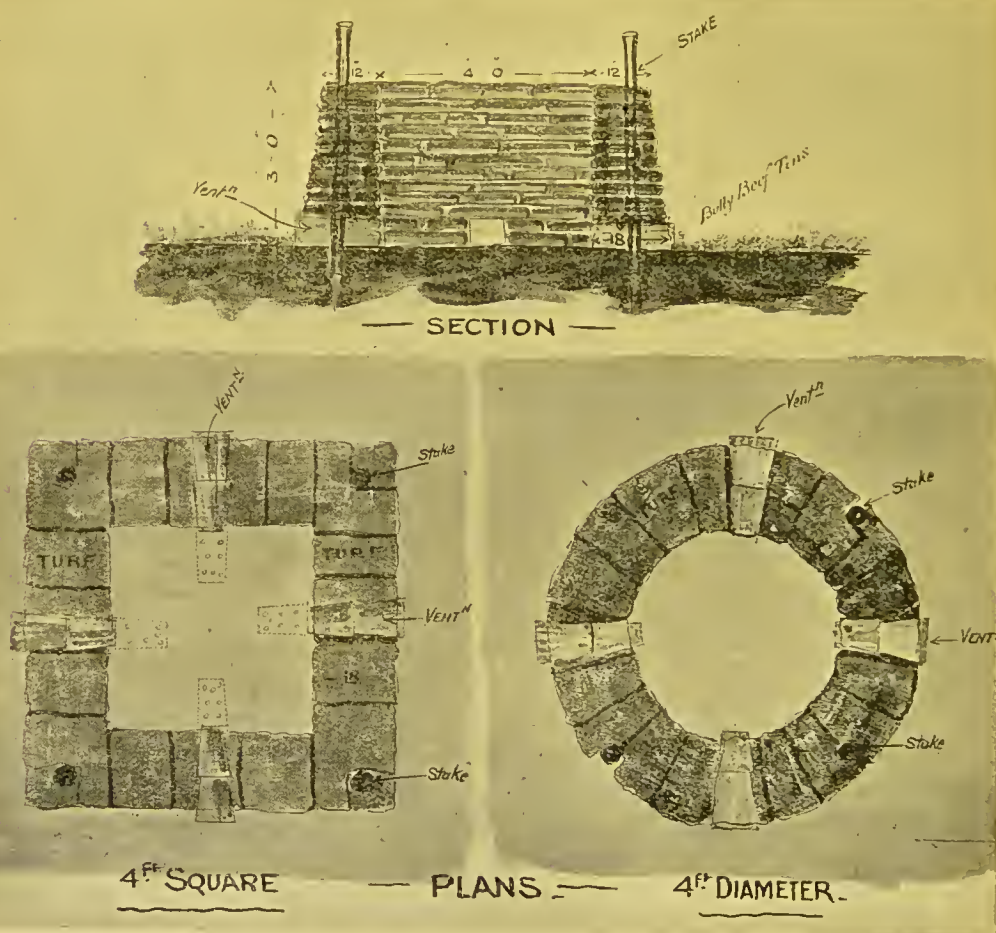 STAKE
12 × 4 0 × 12
3-0
Ventn
Bully Beef Tins
18
— SECTION —
VENTN
Stake
TURF
TURF
VENTN
18
Stake
Ventn
Stake
TURF
VENT
Stake
4Ft SQUARE
— PLANS —
4Ft DIAMETER